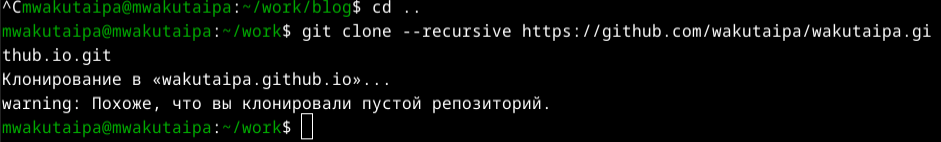 ^Cmwakutaipa@mwakutaipa:~/work/blog$ cd ..
mwakutaipa@mwakutaipa:~/work$ git clone --recursive https://github.com/wakutaipa/wakutaipa.gi
thub.io.git
Клонирование в «wakutaipa.github.io»...
warning: Похоже, что вы клонировали пустой репозиторий.
mwakutaipa@mwakutaipa:~/work$